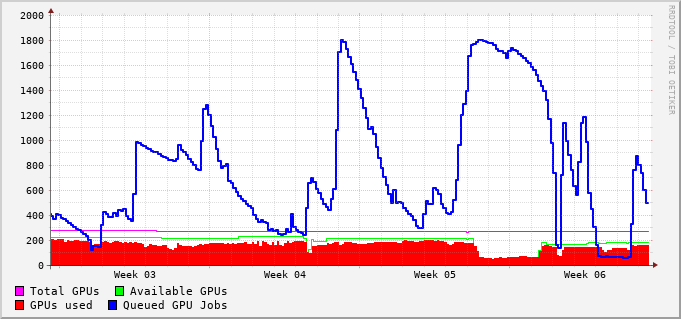 2000
1800
1600
1400
1200
1000
800
600
400
200
0
Week 03 Week 04 Week 05 Week 06
Total GPUs Available GPUs
GPUs used Queued GPU Jobs
RRDTOOL / TOBI OETIKER